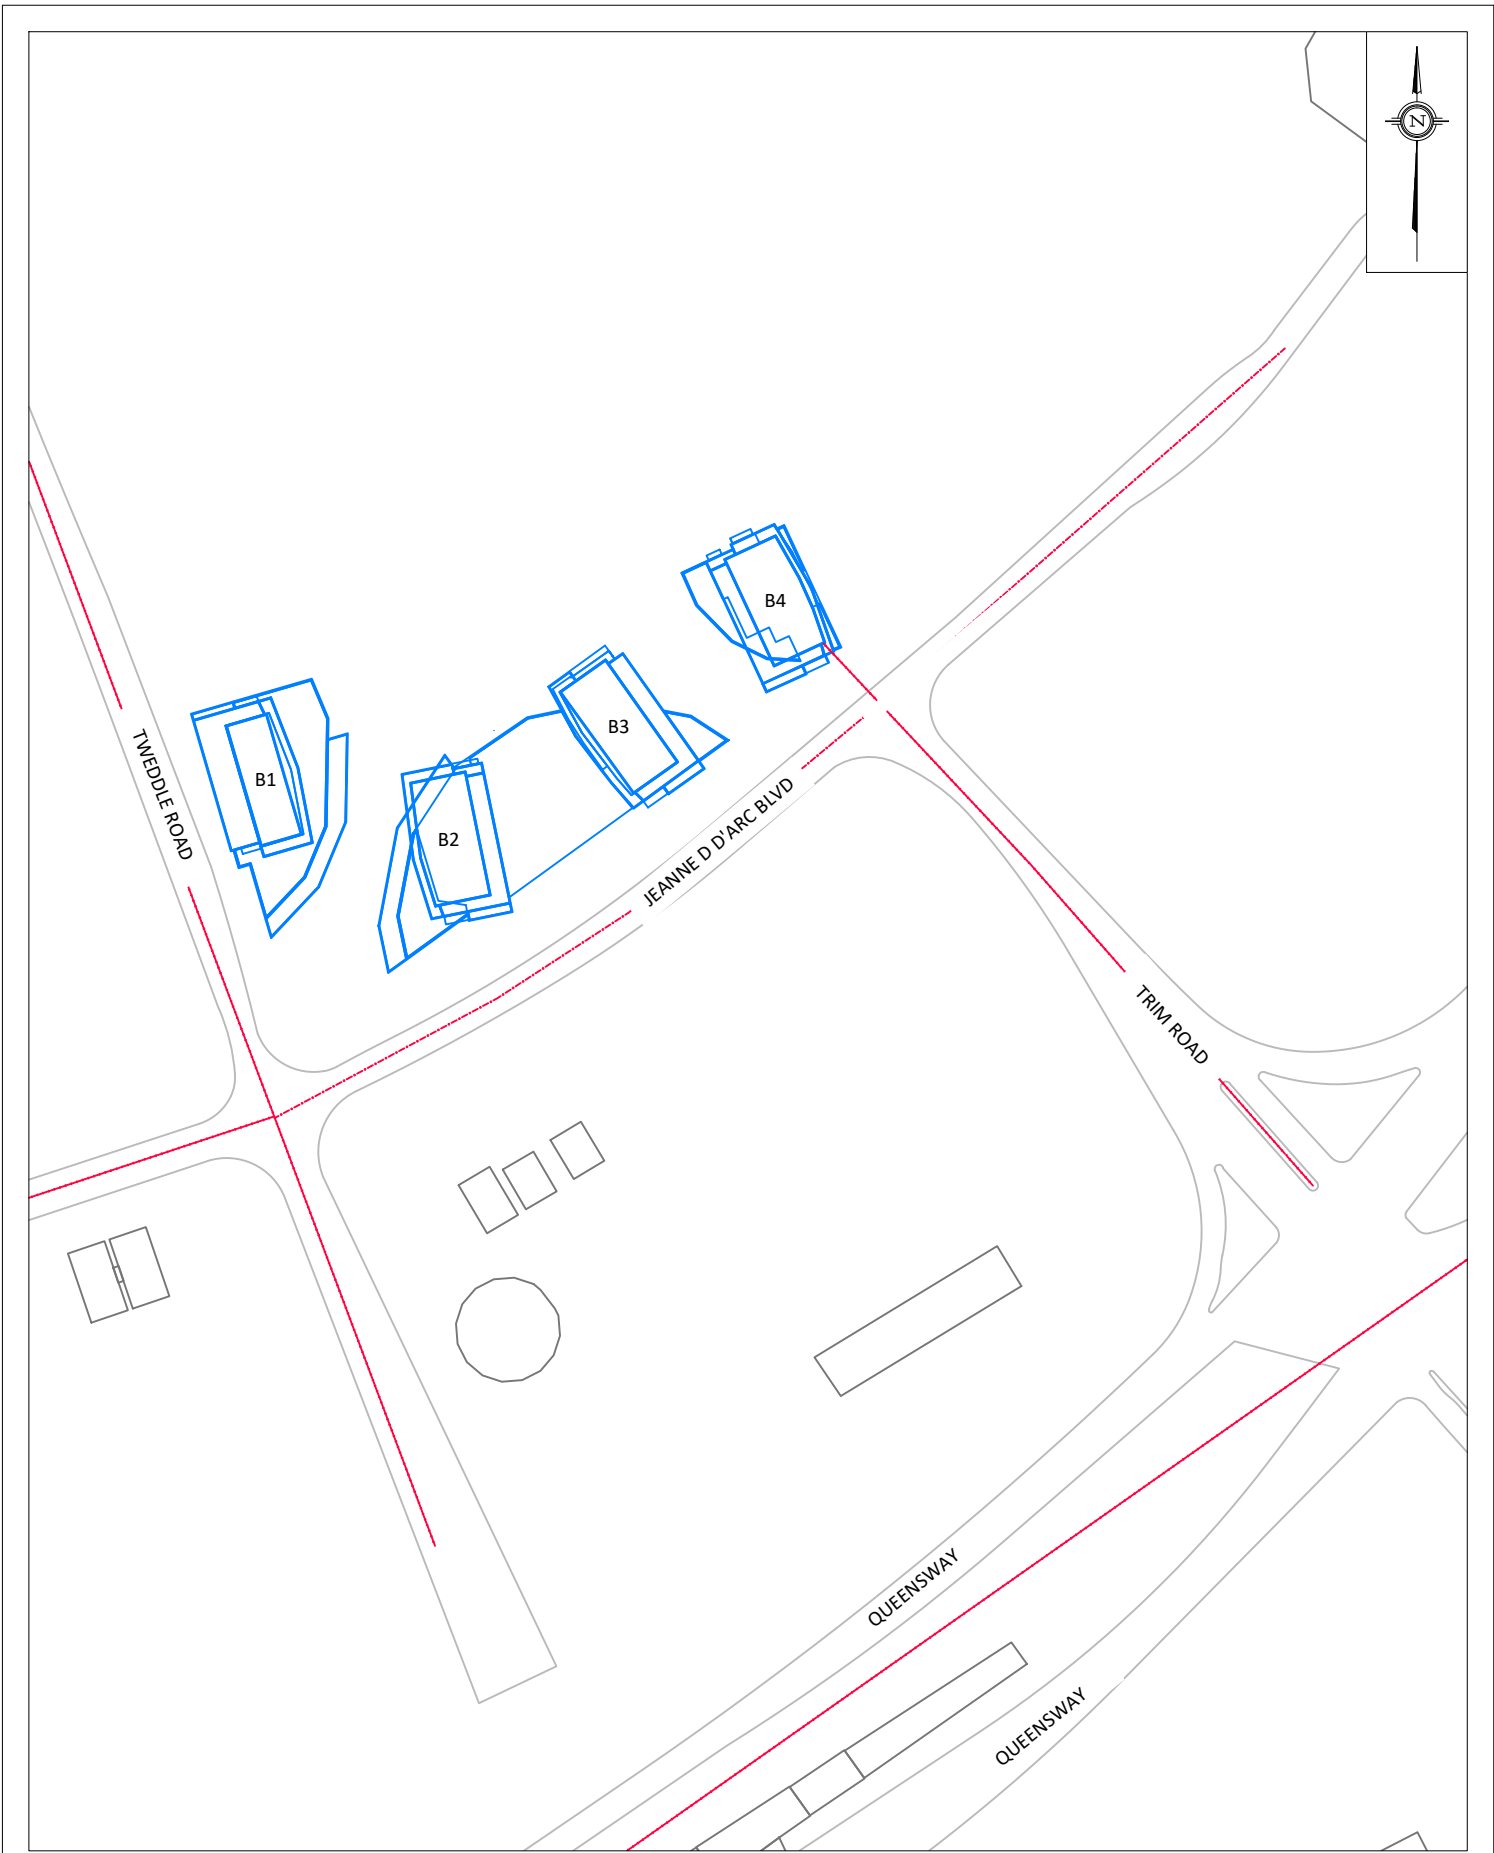 N
B4
B3
B1
B2
TWEDDLE ROAD
JEANNE D D'ARC BLVD
TRIM ROAD
QUEENSWAY
QUEENSWAY